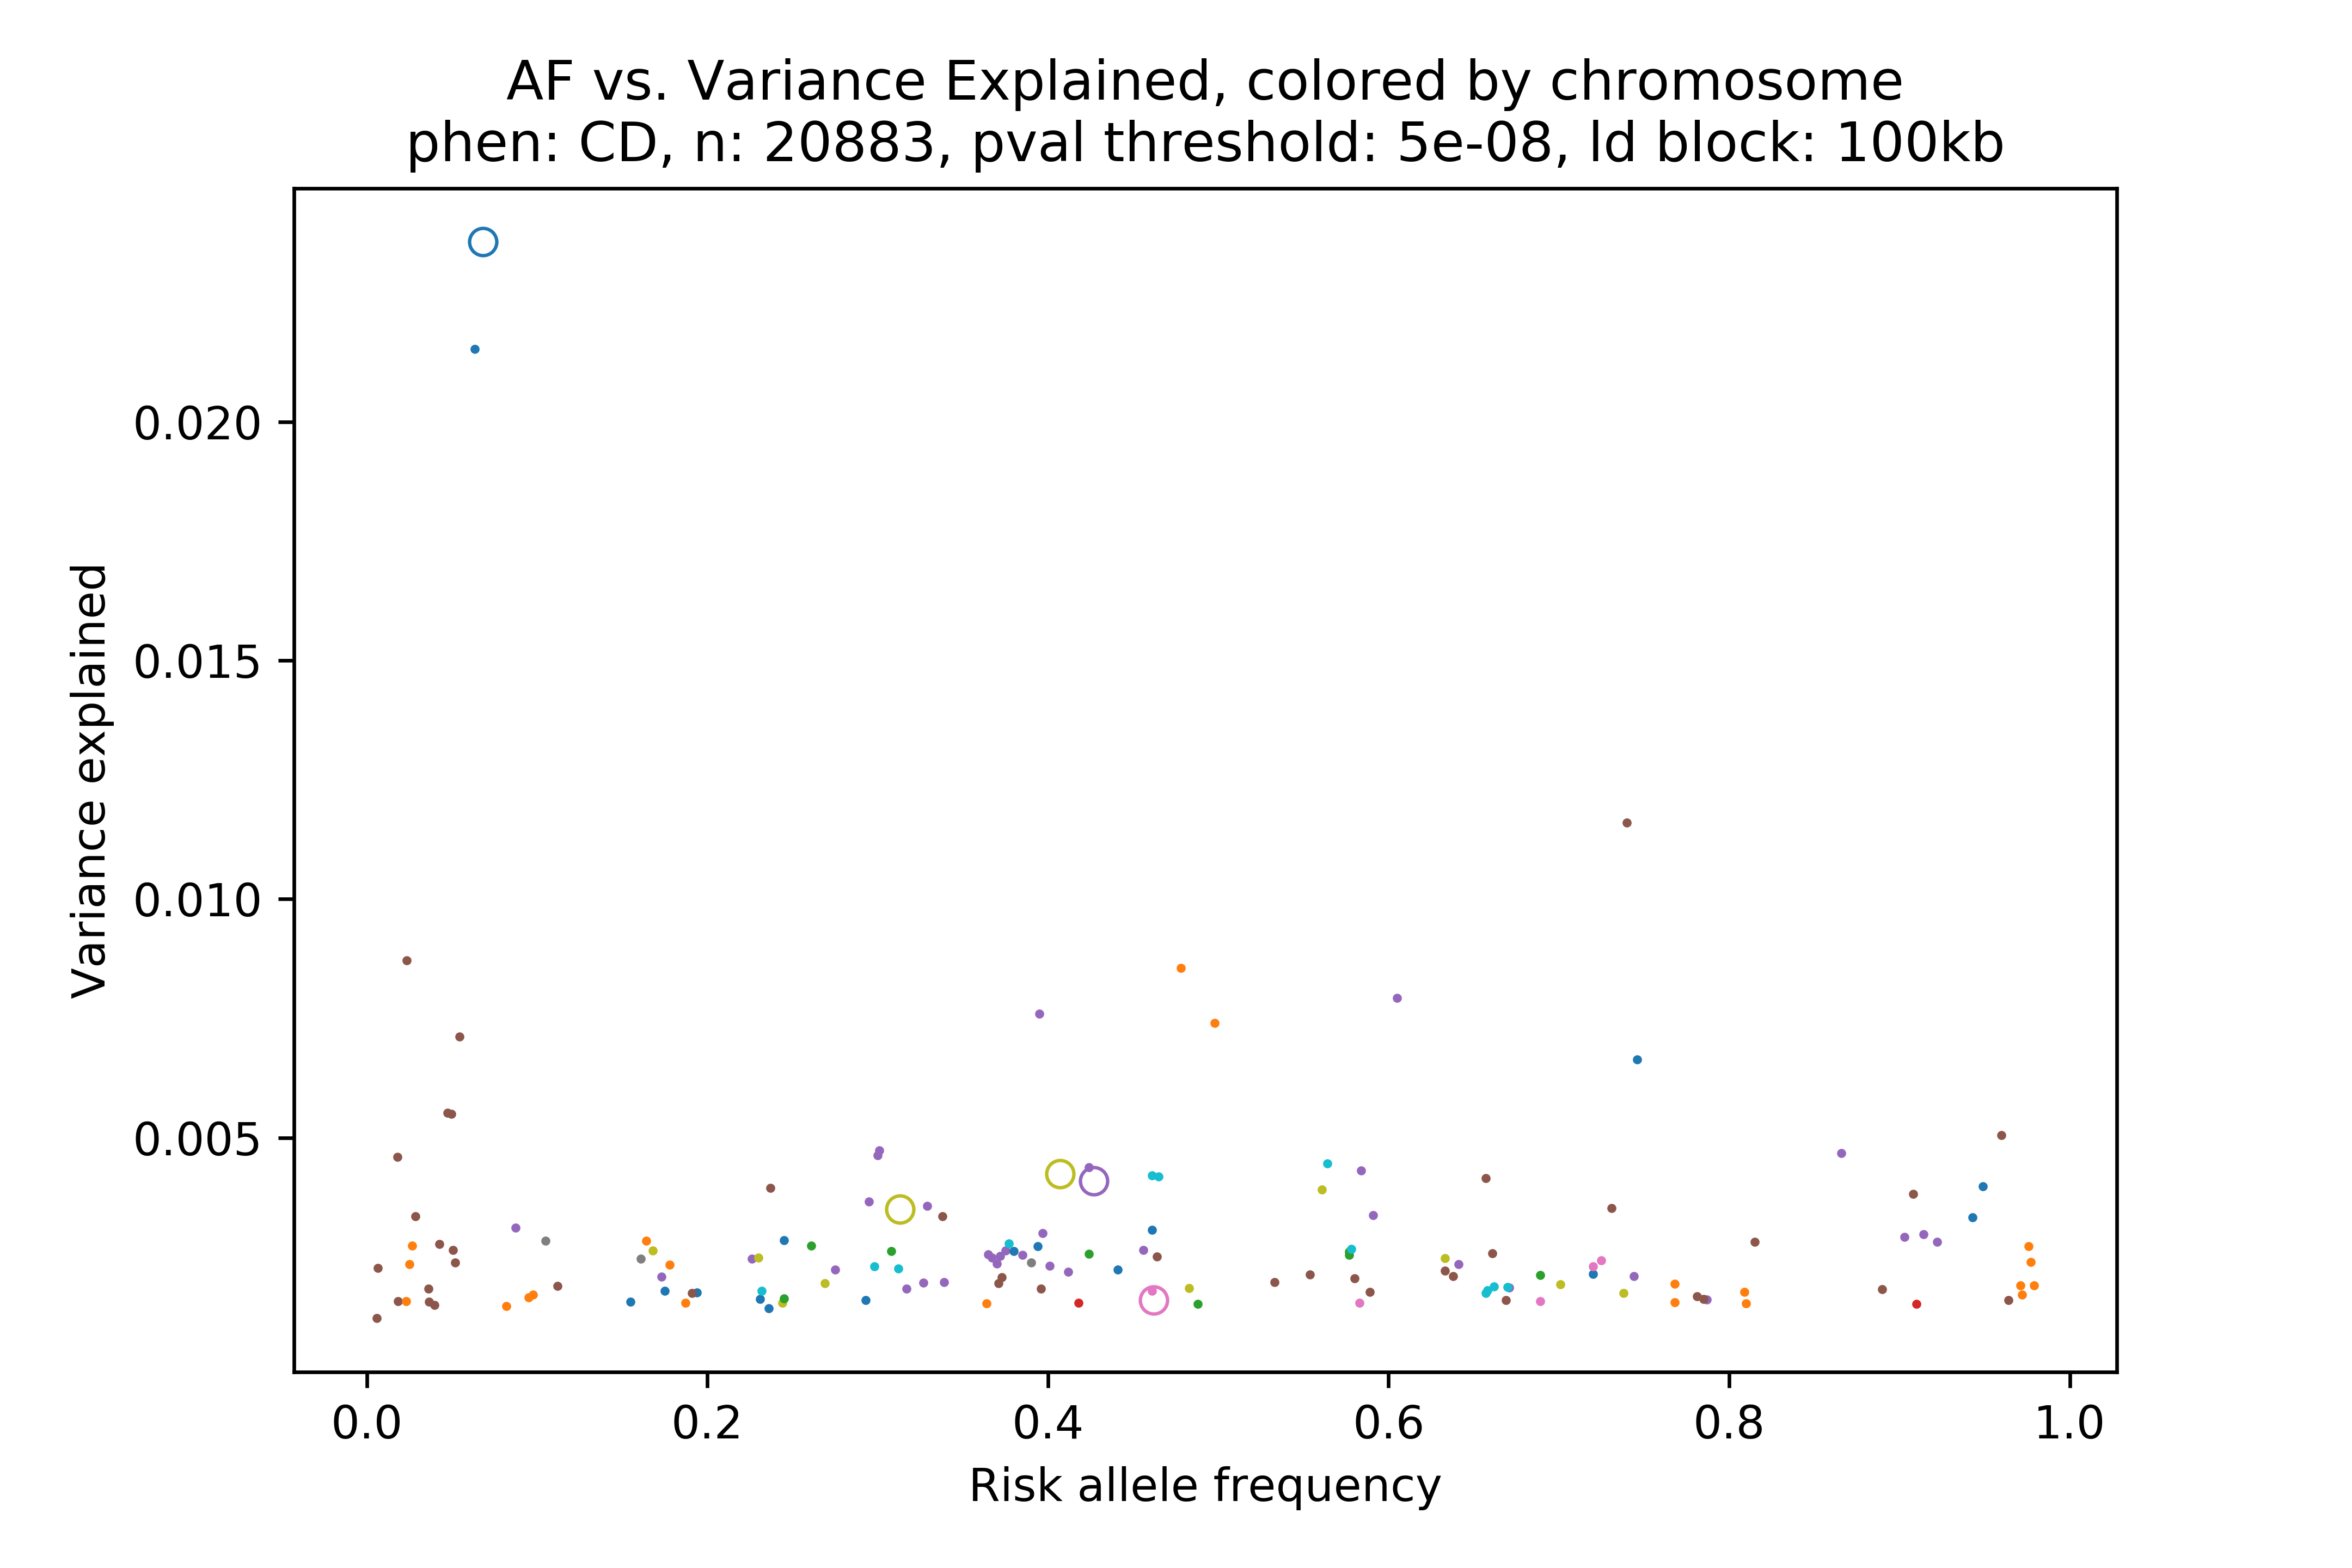 AF vs. Variance Explained, colored by chromosome
phen: CD, n: 20883, pval threshold: 5e-08, ld block: 100kb
Variance explained
0.020
0.015
0.010
0.005
0.0 0.2 0.4 0.6 0.8 1.0
Risk allele frequency